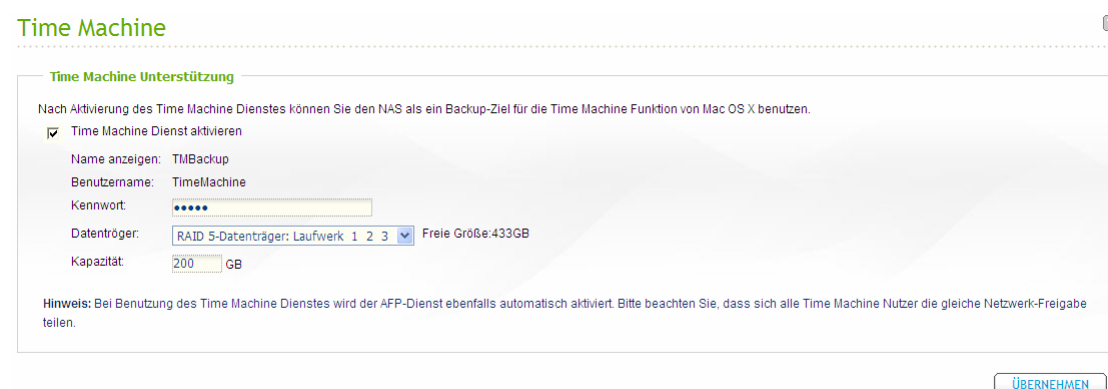 Time Machine
Time Machine Unterstützung
Nach Aktivierung des Time Machine Dienstes können Sie den NAS als ein Backup-Ziel für die Time Machine Funktion von Mac OS X benutzen.
Time Machine Dienst aktivieren
Name anzeigen: TMBackup
Benutzername: TimeMachine
Kennwort: •••••
Datentröger: RAID 5-Datenträger: Laufwerk 1 2 3 Freie Größe:433GB
Kapazität: 200 GB
Hinweis: Bei Benutzung des Time Machine Dienstes wird der AFP-Dienst ebenfalls automatisch aktiviert. Bitte beachten Sie, dass sich alle Time Machine Nutzer die gleiche Netzwerk-Freigabe
teilen.
ÜBERNEHMEN